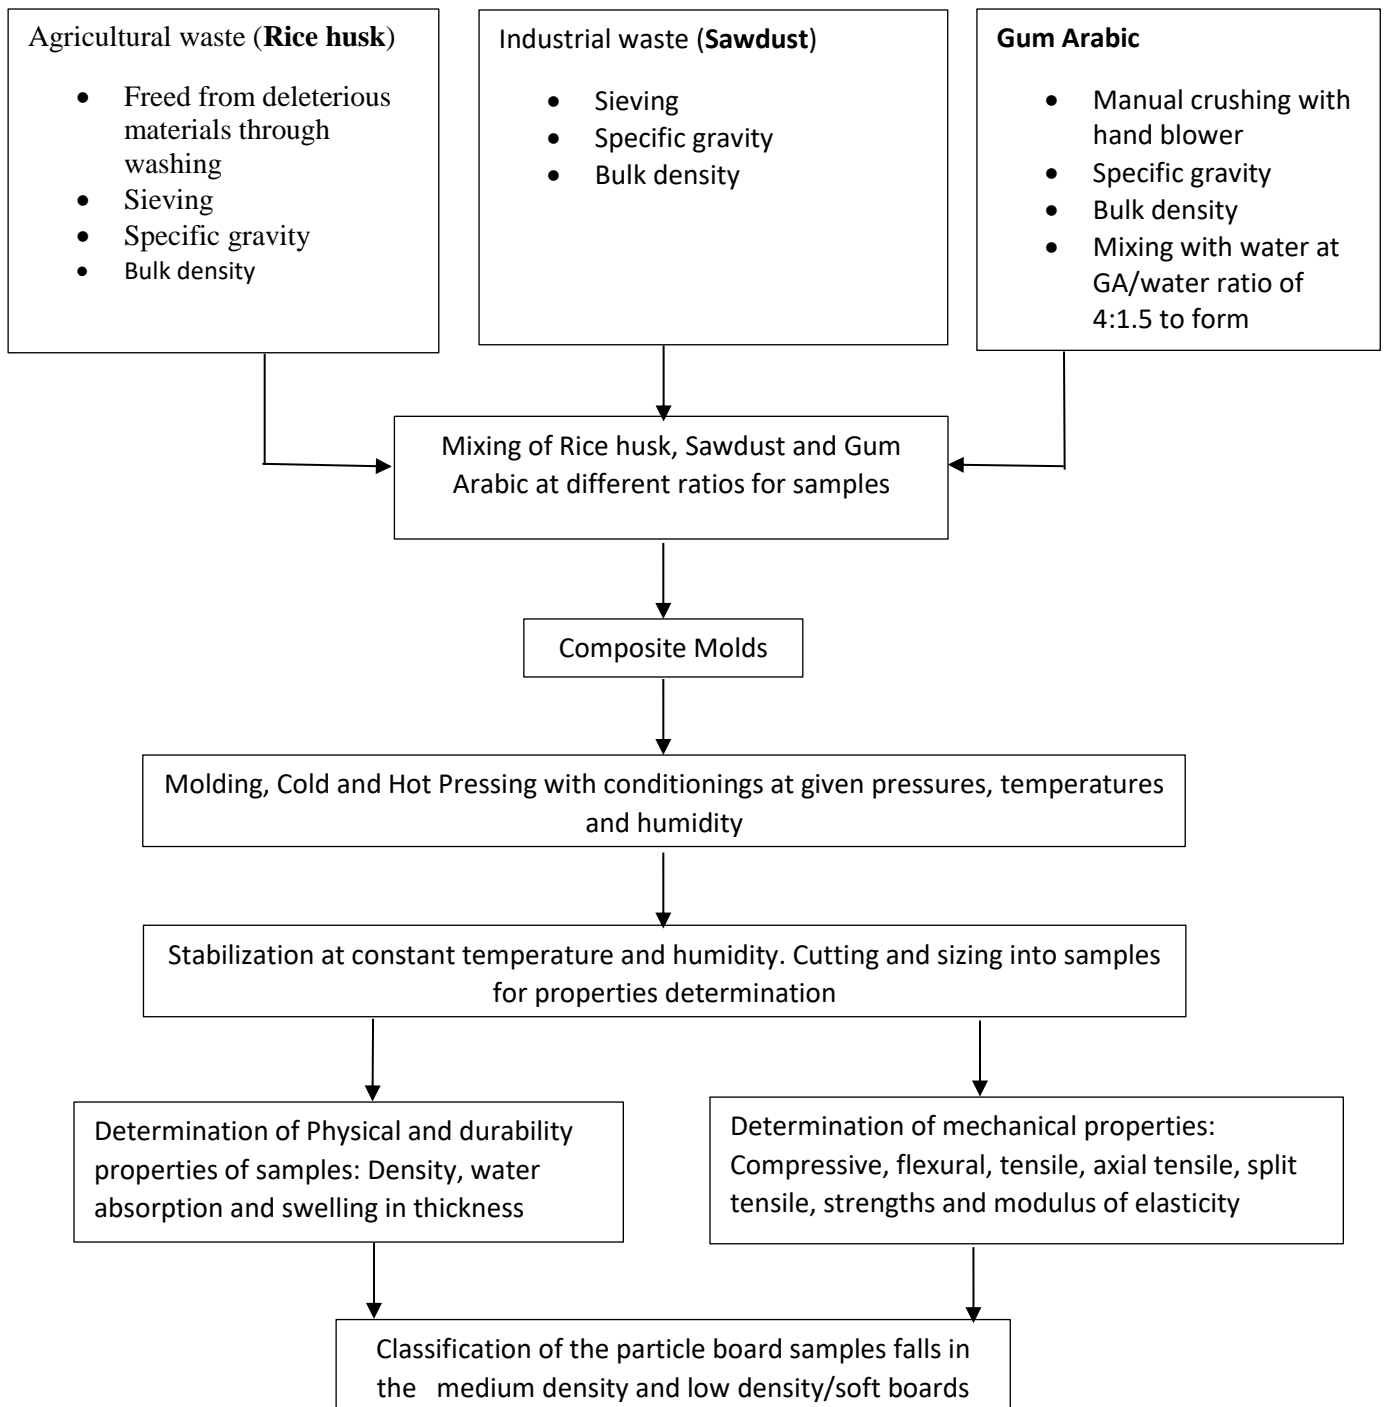 Agricultural waste (Rice husk)
• Freed from deleterious
materials through
washing
• Sieving
• Specific gravity
• Bulk density
Industrial waste (Sawdust)
• Sieving
• Specific gravity
• Bulk density
Gum Arabic
• Manual crushing with
hand blower
• Specific gravity
• Bulk density
• Mixing with water at
GA/water ratio of
4:1.5 to form
Mixing of Rice husk, Sawdust and Gum
Arabic at different ratios for samples
Composite Molds
Molding, Cold and Hot Pressing with conditionings at given pressures, temperatures
and humidity
Stabilization at constant temperature and humidity. Cutting and sizing into samples
for properties determination
Determination of Physical and durability
properties of samples: Density, water
absorption and swelling in thickness
Determination of mechanical properties:
Compressive, flexural, tensile, axial tensile, split
tensile, strengths and modulus of elasticity
Classification of the particle board samples falls in
the medium density and low density/soft boards